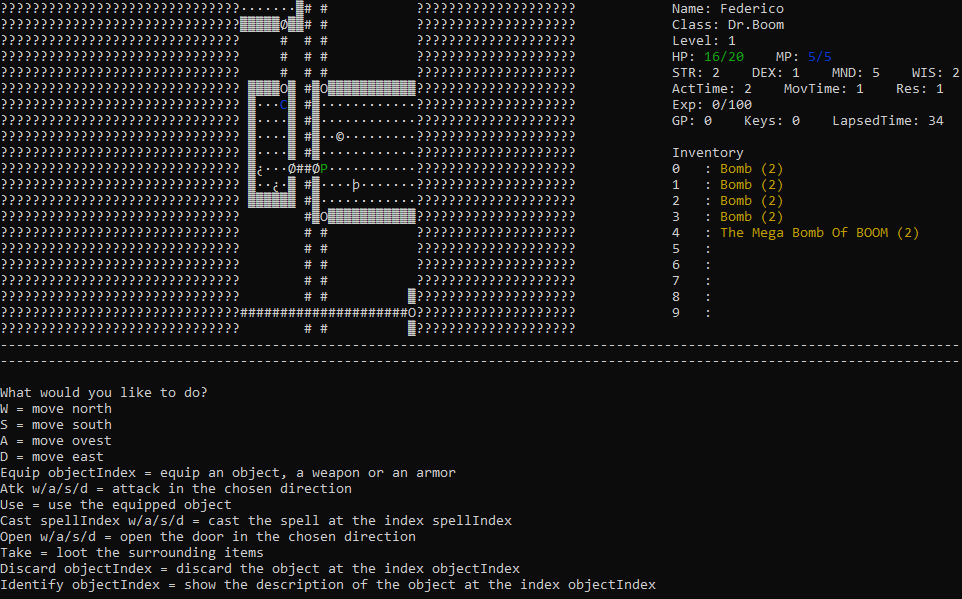 Name: Federico
Class: Dr.Boom
Level: 1
HP: 16/20    MP: 5/5
STR: 2    DEX: 1    MND: 5    WIS: 2
ActTime: 2    MovTime: 1    Res: 1
Exp: 0/100
GP: 0    Keys: 0    LapsedTime: 34
Inventory
0   : Bomb (2)
1   : Bomb (2)
2   : Bomb (2)
3   : Bomb (2)
4   : The Mega Bomb Of BOOM (2)
5   :
6   :
7   :
8   :
9   :
What would you like to do?
W = move north
S = move south
A = move ovest
D = move east
Equip objectIndex = equip an object, a weapon or an armor
Atk w/a/s/d = attack in the chosen direction
Use = use the equipped object
Cast spellIndex w/a/s/d = cast the spell at the index spellIndex
Open w/a/s/d = open the door in the chosen direction
Take = loot the surrounding items
Discard objectIndex = discard the object at the index objectIndex
Identify objectIndex = show the description of the object at the index objectIndex